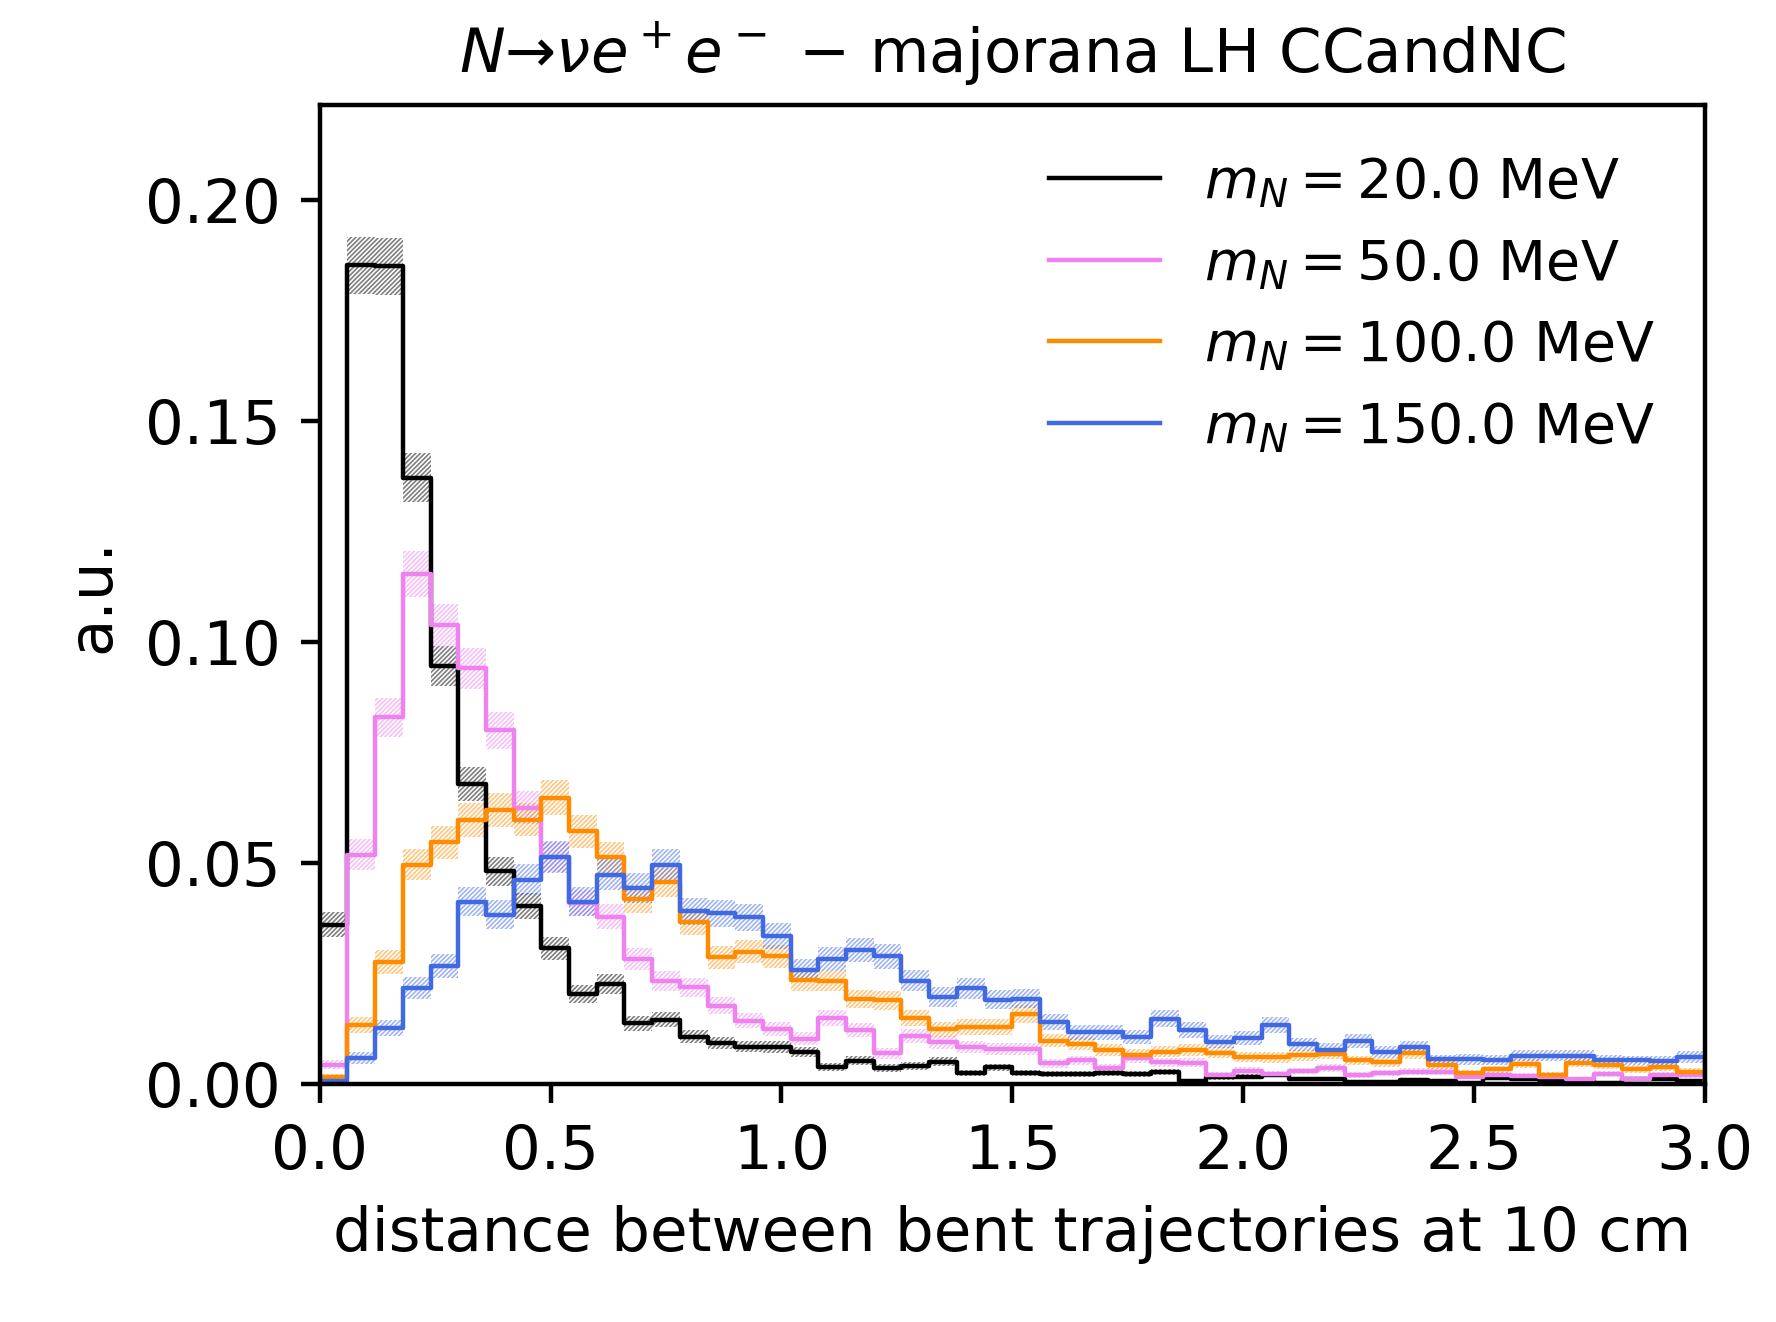 N→νe⁺e⁻ − majorana LH CCandNC
m_N = 20.0 MeV
m_N = 50.0 MeV
m_N = 100.0 MeV
m_N = 150.0 MeV
a.u.
0.20
0.15
0.10
0.05
0.00
0.0 0.5 1.0 1.5 2.0 2.5 3.0
distance between bent trajectories at 10 cm